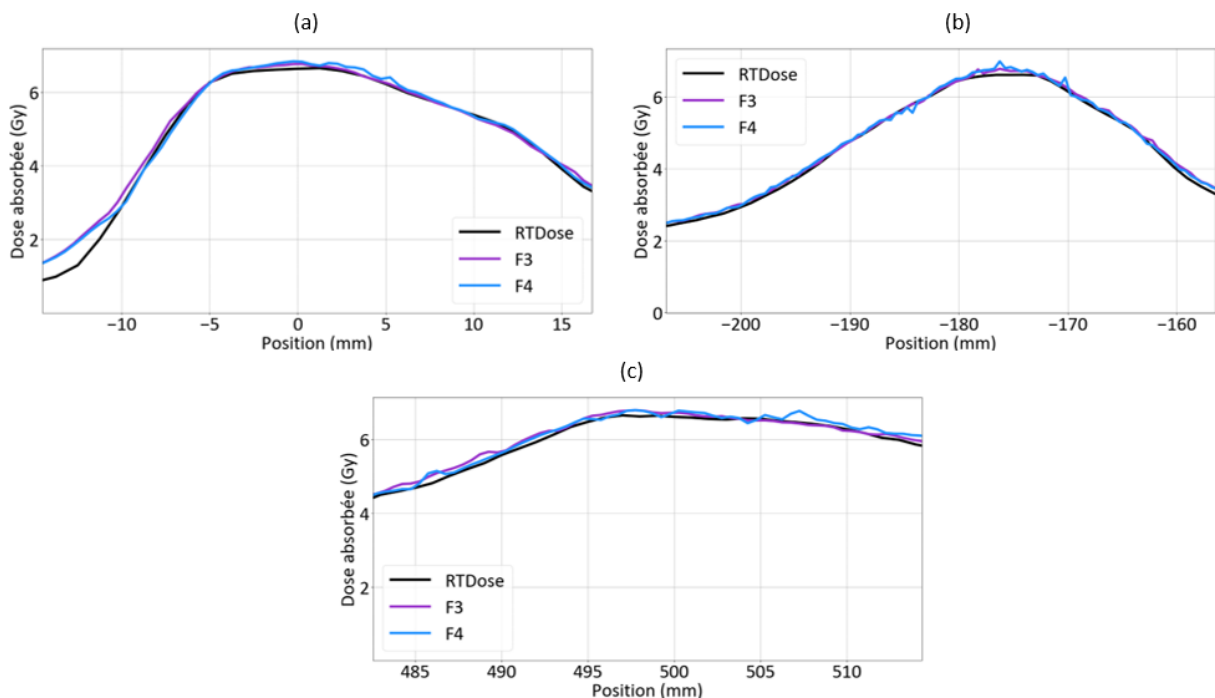 (a)
Dose absorbée (Gy)
6
4
2
RTDose
F3
F4
−10 −5 0 5 10 15
Position (mm)
(b)
Dose absorbée (Gy)
6
4
2
0
RTDose
F3
F4
−200 −190 −180 −170 −160
Position (mm)
(c)
Dose absorbée (Gy)
6
4
2
RTDose
F3
F4
485 490 495 500 505 510
Position (mm)